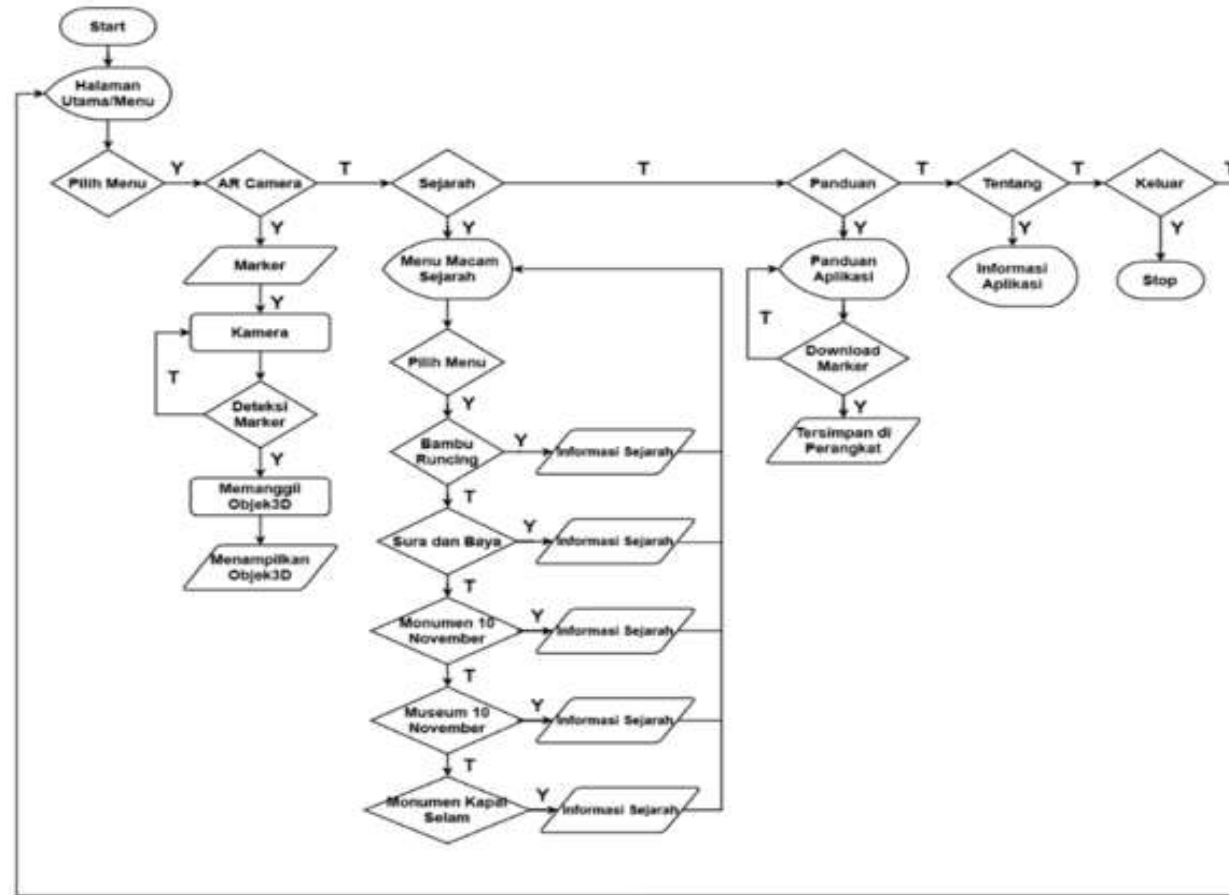 Start
Halaman
Utama/Menu
Pilih Menu
Y
AR Camera
T
Sejarah
T
Panduan
T
Tentang
T
Keluar
T
Y
Marker
Y
Kamera
T
Deteksi
Marker
Y
Memanggil
Objek3D
Menampilkan
Objek3D
Y
Menu Macam
Sejarah
Pilih Menu
Y
Bambu
Runcing
Y
Informasi Sejarah
T
Sura dan Baya
Y
Informasi Sejarah
T
Monumen 10
November
Y
Informasi Sejarah
T
Museum 10
November
Y
Informasi Sejarah
T
Monumen Kapal
Selam
Y
Informasi Sejarah
Y
Panduan
Aplikasi
T
Download
Marker
Y
Tersimpan di
Perangkat
Y
Informasi
Aplikasi
Y
Stop